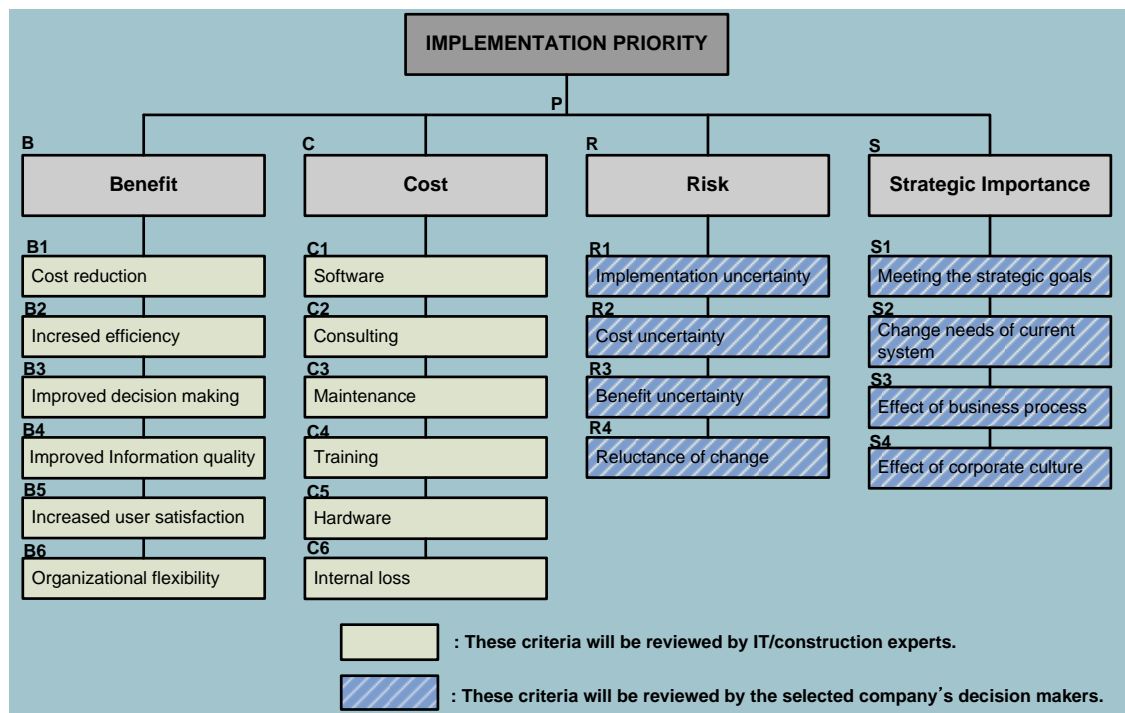 IMPLEMENTATION PRIORITY
P
B
Benefit
B1
Cost reduction
B2
Incresed efficiency
B3
Improved decision making
B4
Improved Information quality
B5
Increased user satisfaction
B6
Organizational flexibility
C
Cost
C1
Software
C2
Consulting
C3
Maintenance
C4
Training
C5
Hardware
C6
Internal loss
R
Risk
R1
Implementation uncertainty
R2
Cost uncertainty
R3
Benefit uncertainty
R4
Reluctance of change
S
Strategic Importance
S1
Meeting the strategic goals
S2
Change needs of current
system
S3
Effect of business process
S4
Effect of corporate culture
: These criteria will be reviewed by IT/construction experts.
: These criteria will be reviewed by the selected company’s decision makers.